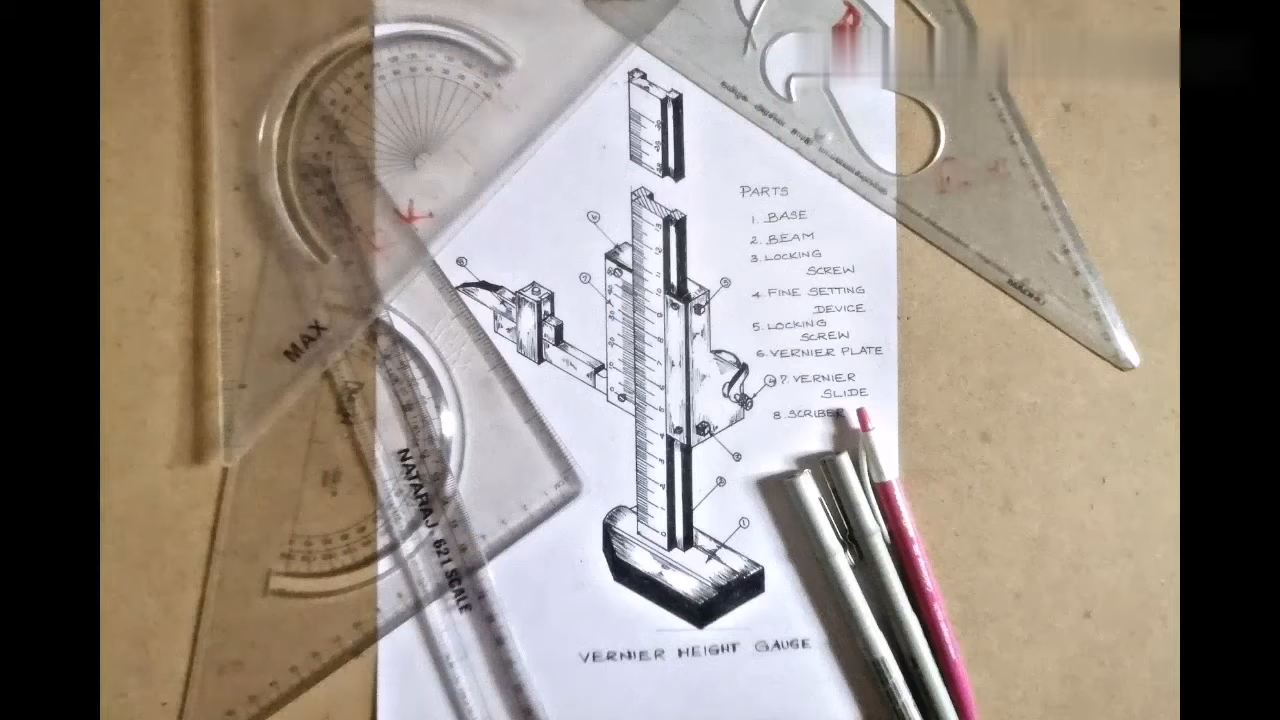 PARTS
1. BASE
2. BEAM
3. LOCKING
SCREW
4. FINE SETTING
DEVICE
5. LOCKING
SCREW
6. VERNIER PLATE
7. VERNIER
SLIDE
8. SCRIBER
VERNIER HEIGHT GAUGE
MAX
NATARAJ 621 SCALE